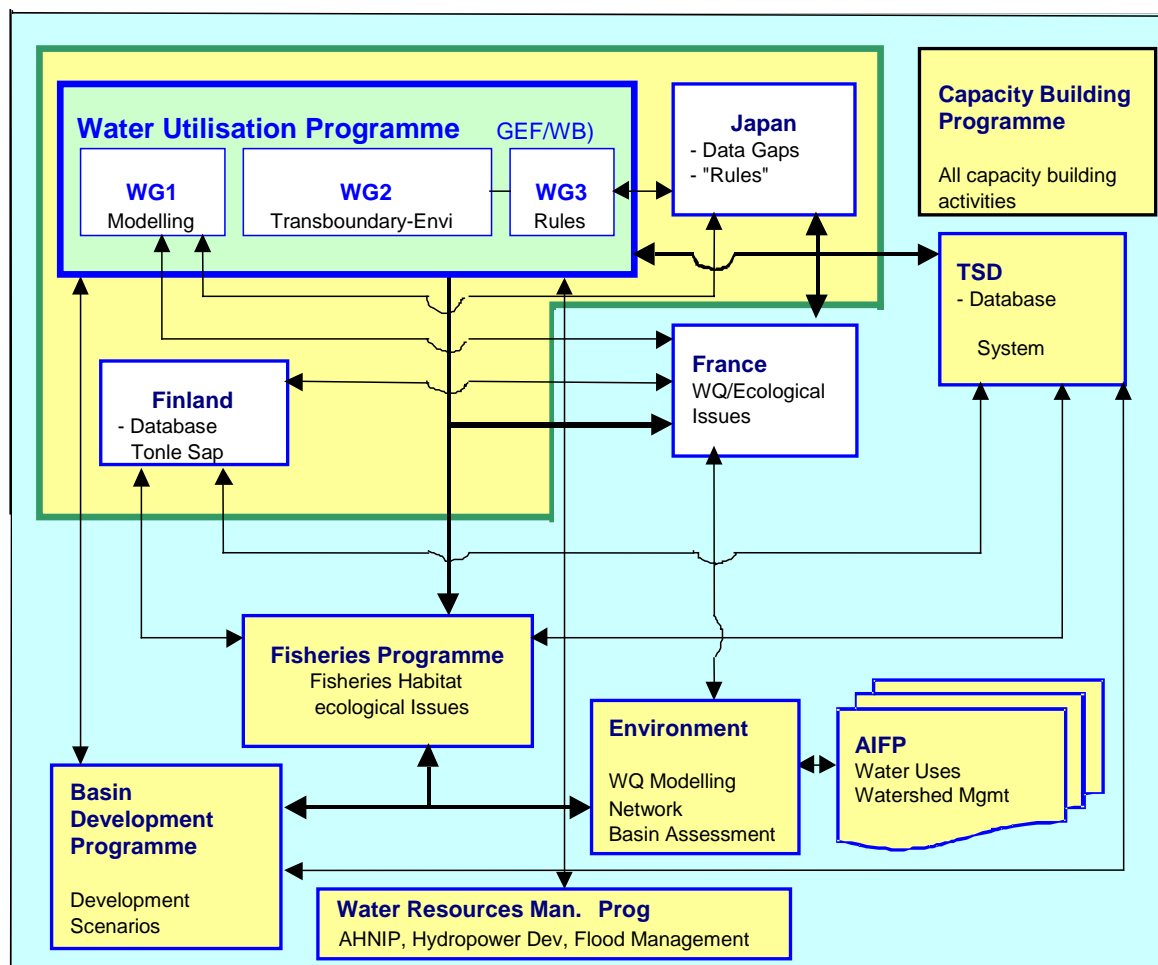 Water Utilisation Programme GEF/WB)
WG1
Modelling
WG2
Transboundary-Envi
WG3
Rules
Japan
- Data Gaps
- "Rules"
Capacity Building
Programme
All capacity building
activities
TSD
- Database
System
France
WQ/Ecological
Issues
Finland
- Database
Tonle Sap
Fisheries Programme
Fisheries Habitat
ecological Issues
Environment
WQ Modelling
Network
Basin Assessment
AIFP
Water Uses
Watershed Mgmt
Basin
Development
Programme
Development
Scenarios
Water Resources Man. Prog
AHNIP, Hydropower Dev, Flood Management